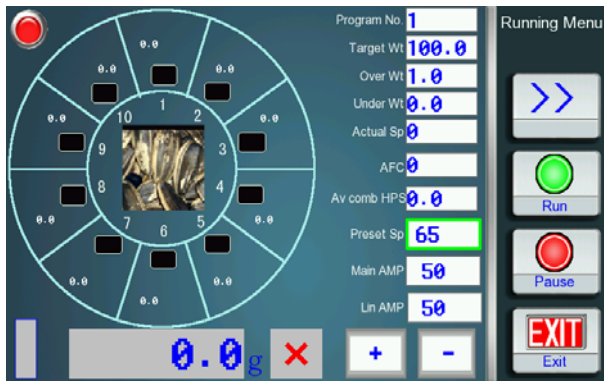 Program No. 1
Running Menu
Target Wt 100.0
Over Wt 1.0
Under Wt 0.0
Actual Sp 0
AFC 0
Av comb HPS 0.0
Preset Sp 65
Main AMP 50
Lin AMP 50
+ -
>>
Run
Pause
EXIT
Exit
0.0
0.0 0.0
0.0 0.0
0.0 0.0
0.0 0.0
0.0
1
10 2
9 3
8 4
7 5
6
0.0 g